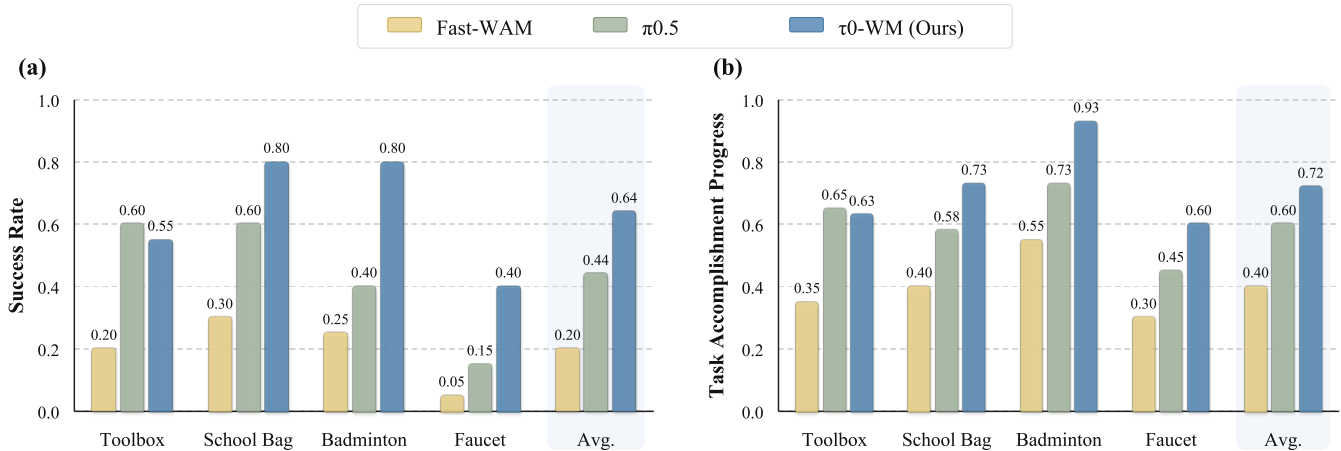 Fast-WAM π0.5 τ0-WM (Ours)
(a)
Success Rate
1.0
0.8
0.6
0.4
0.2
0.0
0.20 0.60 0.55
0.30 0.60 0.80
0.25 0.40 0.80
0.05 0.15 0.40
0.20 0.44 0.64
Toolbox School Bag Badminton Faucet Avg.
(b)
Task Accomplishment Progress
1.0
0.8
0.6
0.4
0.2
0.0
0.35 0.65 0.63
0.40 0.58 0.73
0.55 0.73 0.93
0.30 0.45 0.60
0.40 0.60 0.72
Toolbox School Bag Badminton Faucet Avg.